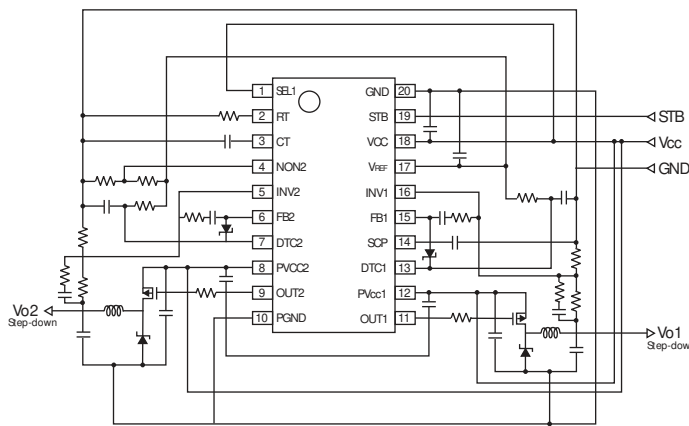 1 SEL1
2 RT
3 CT
4 NON2
5 INV2
6 FB2
7 DTC2
8 PVCC2
9 OUT2
10 PGND
GND 20
STB 19
VCC 18
VREF 17
INV1 16
FB1 15
SCP 14
DTC1 13
PVcc1 12
OUT1 11
STB
Vcc
GND
Vo2
Step-down
Vo1
Step-down